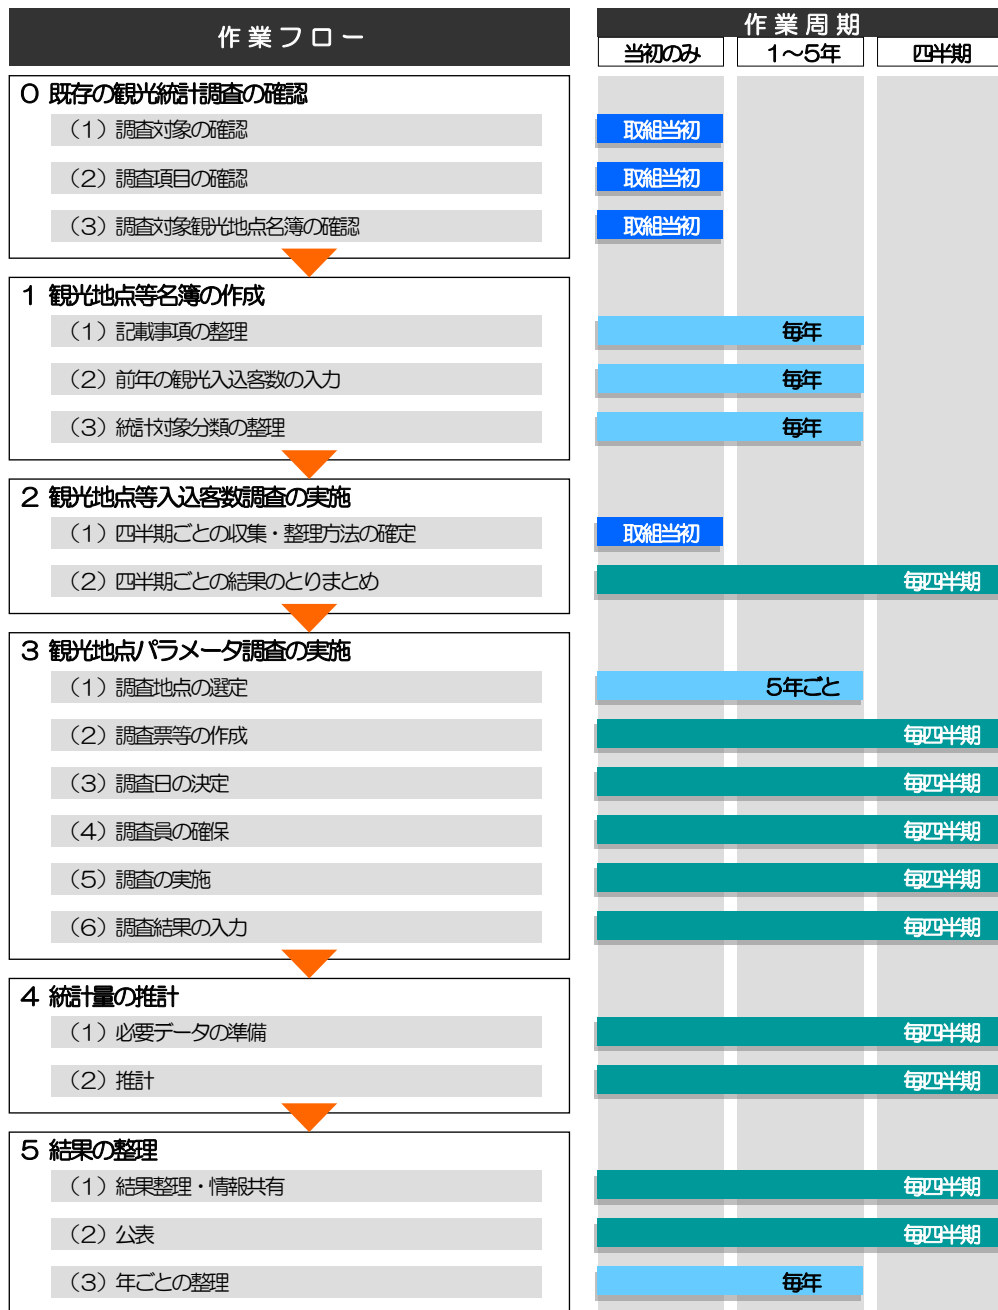 作業フロー
作業周期
当初のみ 1～5年 四半期
0 既存の観光統計調査の確認
（1）調査対象の確認 取組当初
（2）調査項目の確認 取組当初
（3）調査対象観光地点名簿の確認 取組当初
1 観光地点等名簿の作成
（1）記載事項の整理 毎年
（2）前年の観光入込客数の入力 毎年
（3）統計対象分類の整理 毎年
2 観光地点等入込客数調査の実施
（1）四半期ごとの収集・整理方法の確定 取組当初
（2）四半期ごとの結果のとりまとめ 毎四半期
3 観光地点パラメータ調査の実施
（1）調査地点の選定 5年ごと
（2）調査票等の作成 毎四半期
（3）調査日の決定 毎四半期
（4）調査員の確保 毎四半期
（5）調査の実施 毎四半期
（6）調査結果の入力 毎四半期
4 統計量の推計
（1）必要データの準備 毎四半期
（2）推計 毎四半期
5 結果の整理
（1）結果整理・情報共有 毎四半期
（2）公表 毎四半期
（3）年ごとの整理 毎年